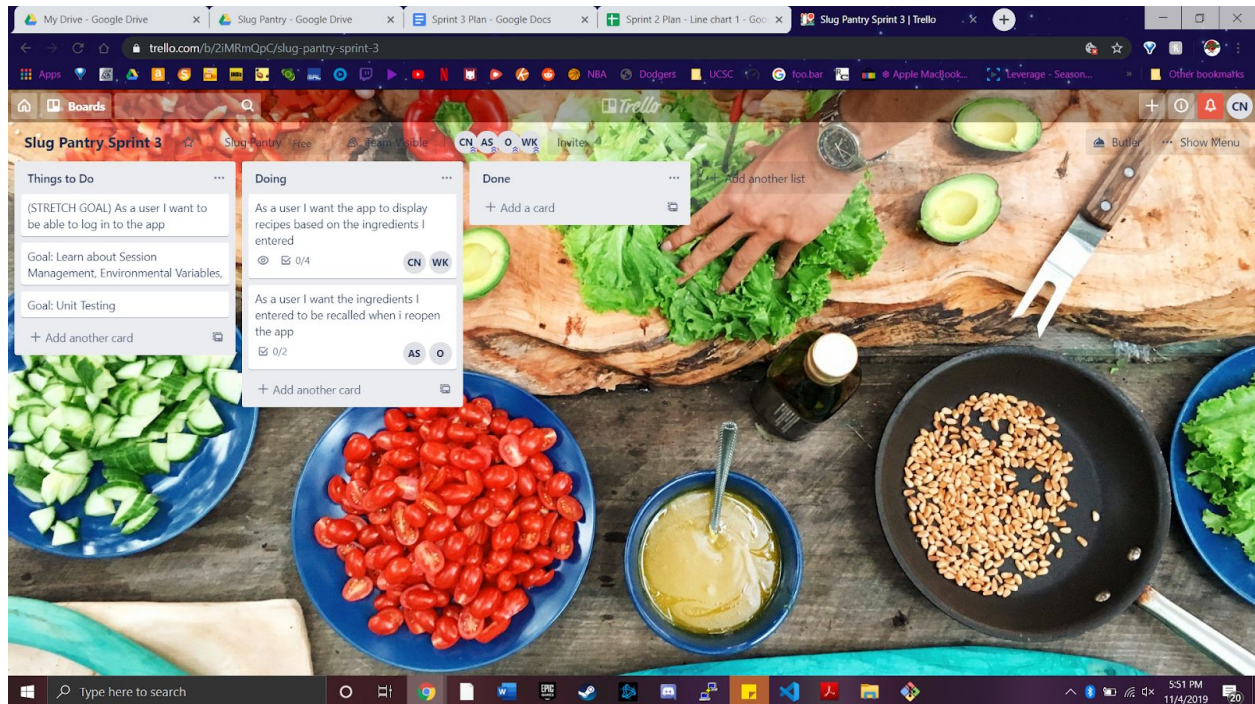 My Drive - Google Drive
Slug Pantry - Google Drive
Sprint 3 Plan - Google Docs
Sprint 2 Plan - Line chart 1 - Goo
Slug Pantry Sprint 3 | Trello
trello.com/b/2iMRmQpC/slug-pantry-sprint-3
Apps
NBA
Dodgers
UCSC
foo.bar
Apple MacBook...
Leverage - Season...
»
Other bookmarks
Boards
Trello
CN
Slug Pantry Sprint 3
Slug Pantry Free
Team Visible
CN AS O WK
Invite
Butler
... Show Menu
Things to Do
(STRETCH GOAL) As a user I want to
be able to log in to the app
Goal: Learn about Session
Management, Environmental Variables,
Goal: Unit Testing
+ Add another card
Doing
As a user I want the app to display
recipes based on the ingredients I
entered
0/4
CN WK
As a user I want the ingredients I
entered to be recalled when i reopen
the app
0/2
AS O
+ Add another card
Done
+ Add a card
+ Add another list
Type here to search
EPIC
GAMES
5:51 PM
11/4/2019
20